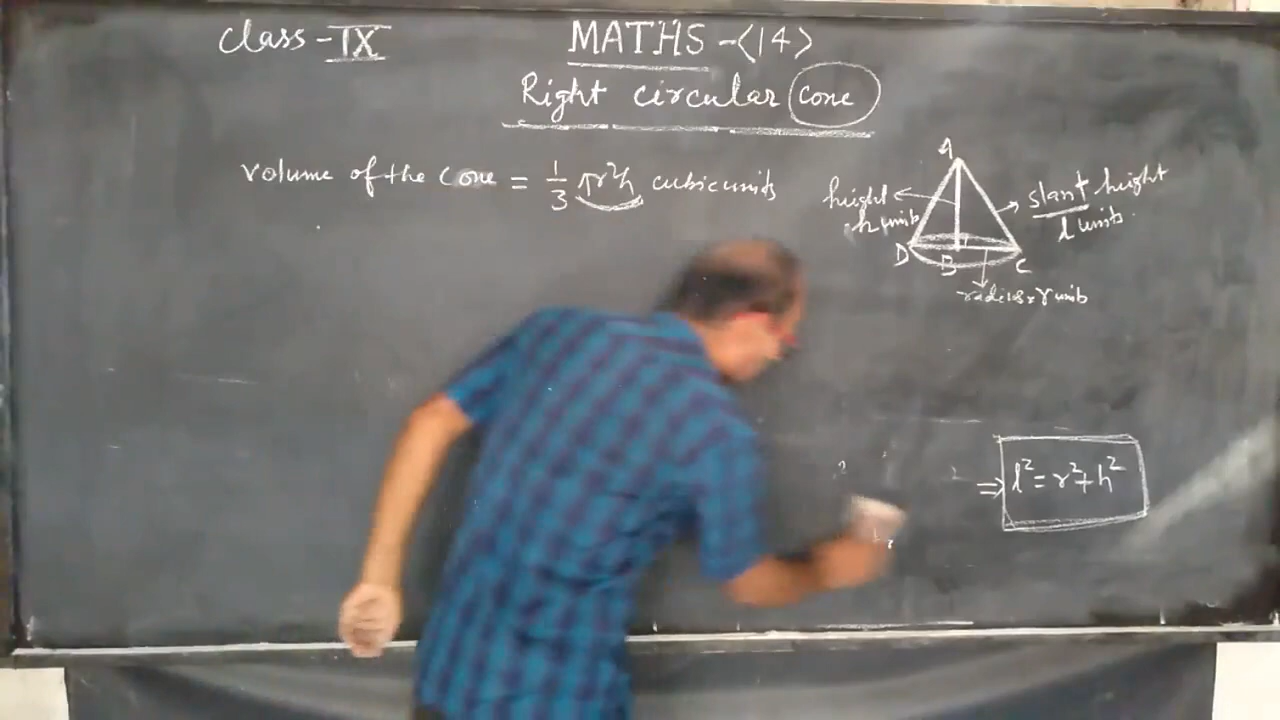 class - IX
MATHS - <14>
Right circular cone
volume of the cone = 1/3 πr²h cubic units
A
height
h units
slant height
l units
D
B
C
radius r units
⇒ l² = r² + h²